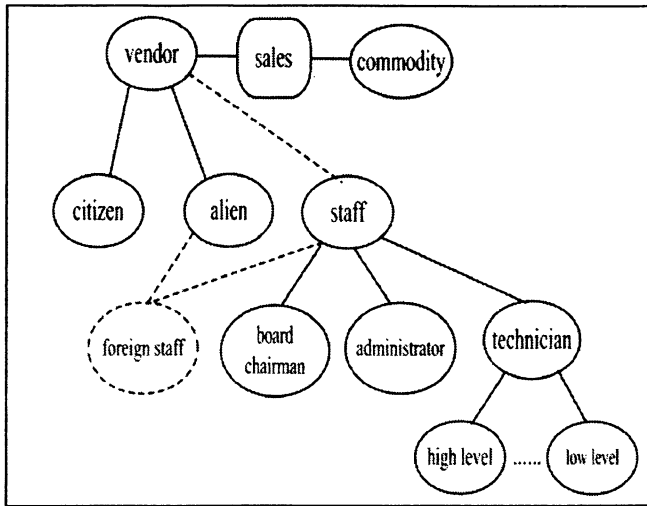 vendor
sales
commodity
citizen
alien
staff
foreign staff
board
chairman
administrator
technician
high level
......
low level